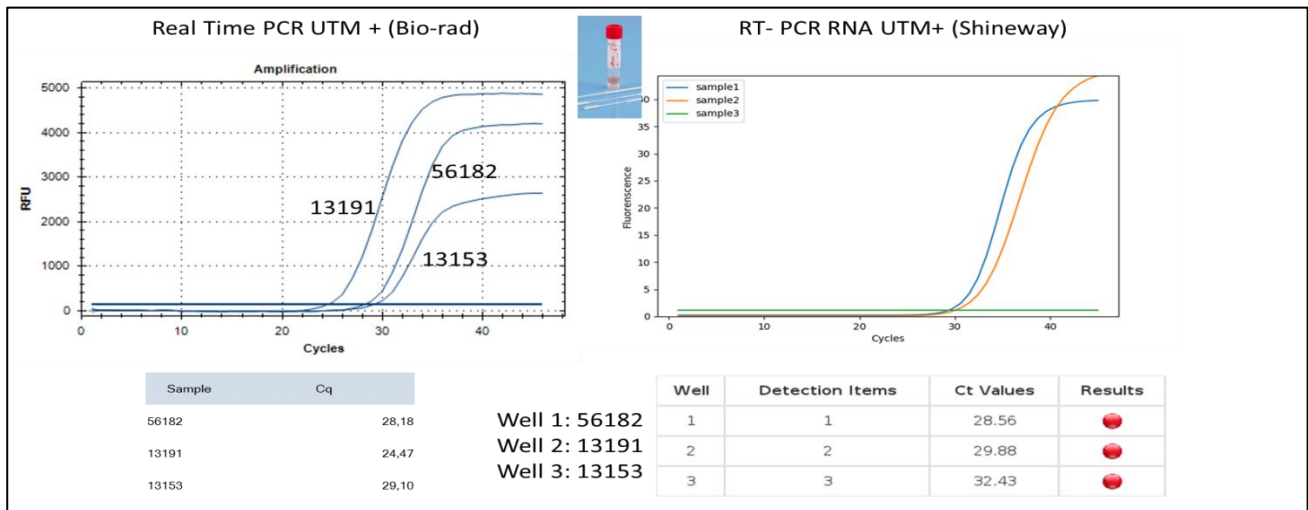 Real Time PCR UTM + (Bio-rad)
Amplification
5000
4000
3000
2000
1000
0
RFU
0
10
20
30
40
Cycles
13191
56182
13153
Sample Cq
56182 28,18
13191 24,47
13153 29,10
RT- PCR RNA UTM+ (Shineway)
sample1
sample2
sample3
35
30
25
20
15
10
5
0
Fluorenscence
10
20
30
40
Cycles
Well 1: 56182
Well 2: 13191
Well 3: 13153
Well Detection Items Ct Values Results
1 1 28.56
2 2 29.88
3 3 32.43